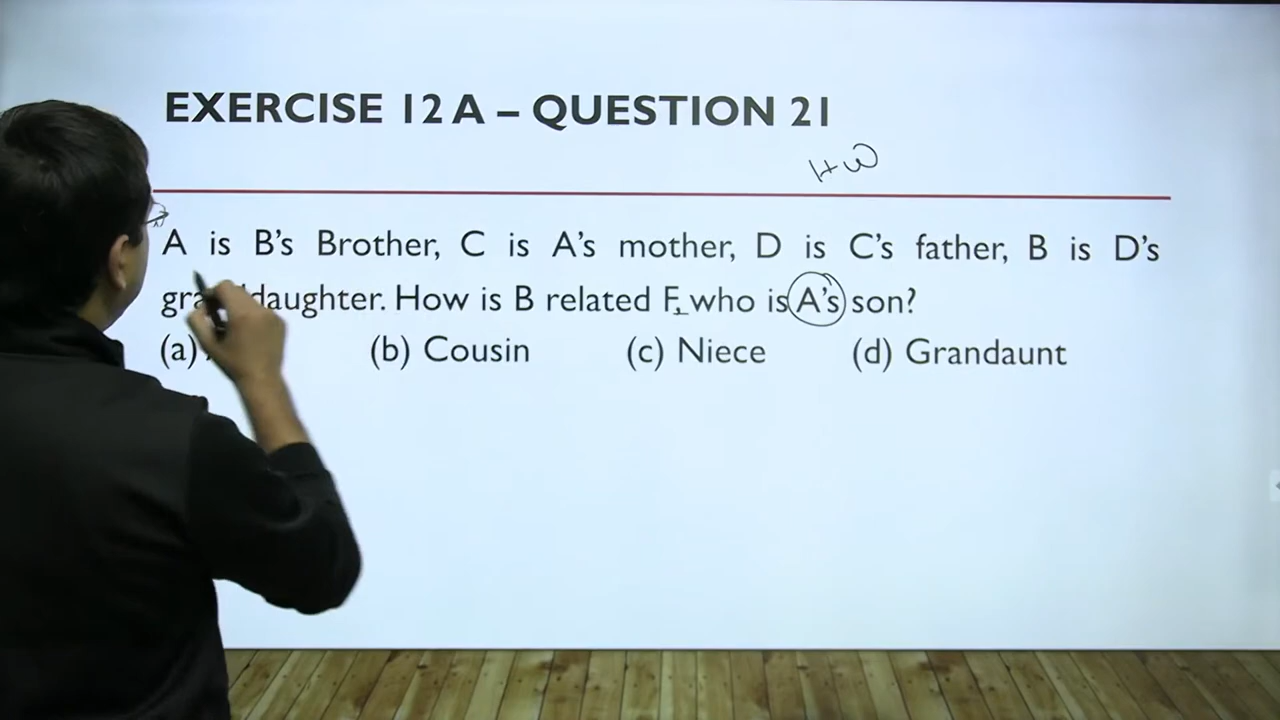 EXERCISE 12 A – QUESTION 21
HW
A is B's Brother, C is A's mother, D is C's father, B is D's
daughter. How is B related F, who is A's son?
(a) (b) Cousin (c) Niece (d) Grandaunt